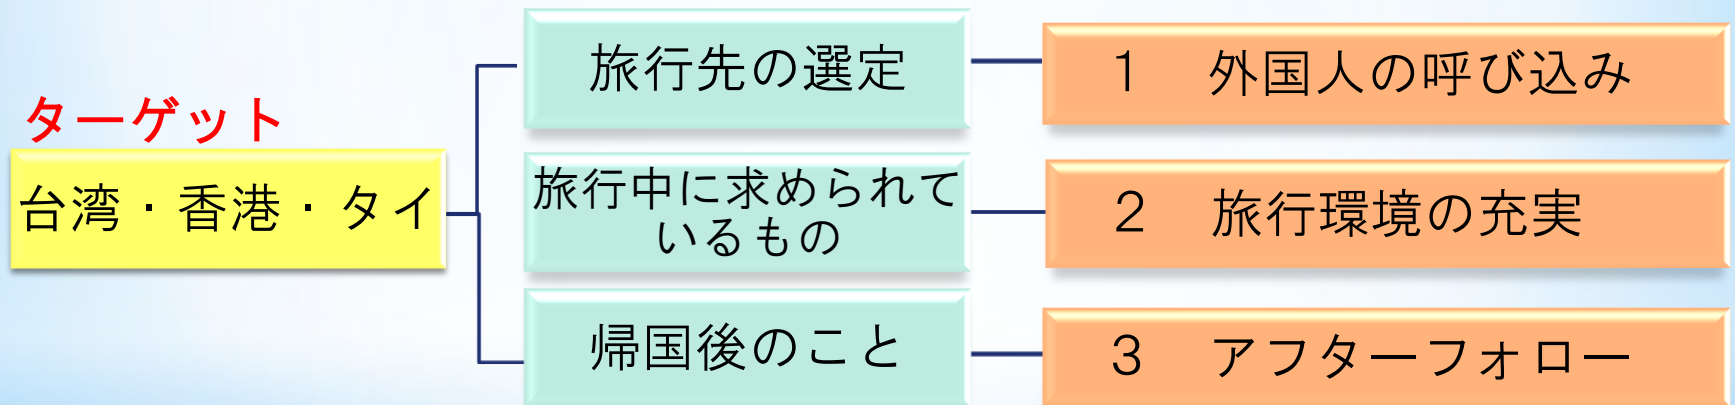 ターゲット
台湾・香港・タイ
旅行先の選定
旅行中に求められて
いるもの
帰国後のこと
1　外国人の呼び込み
2　旅行環境の充実
3　アフターフォロー